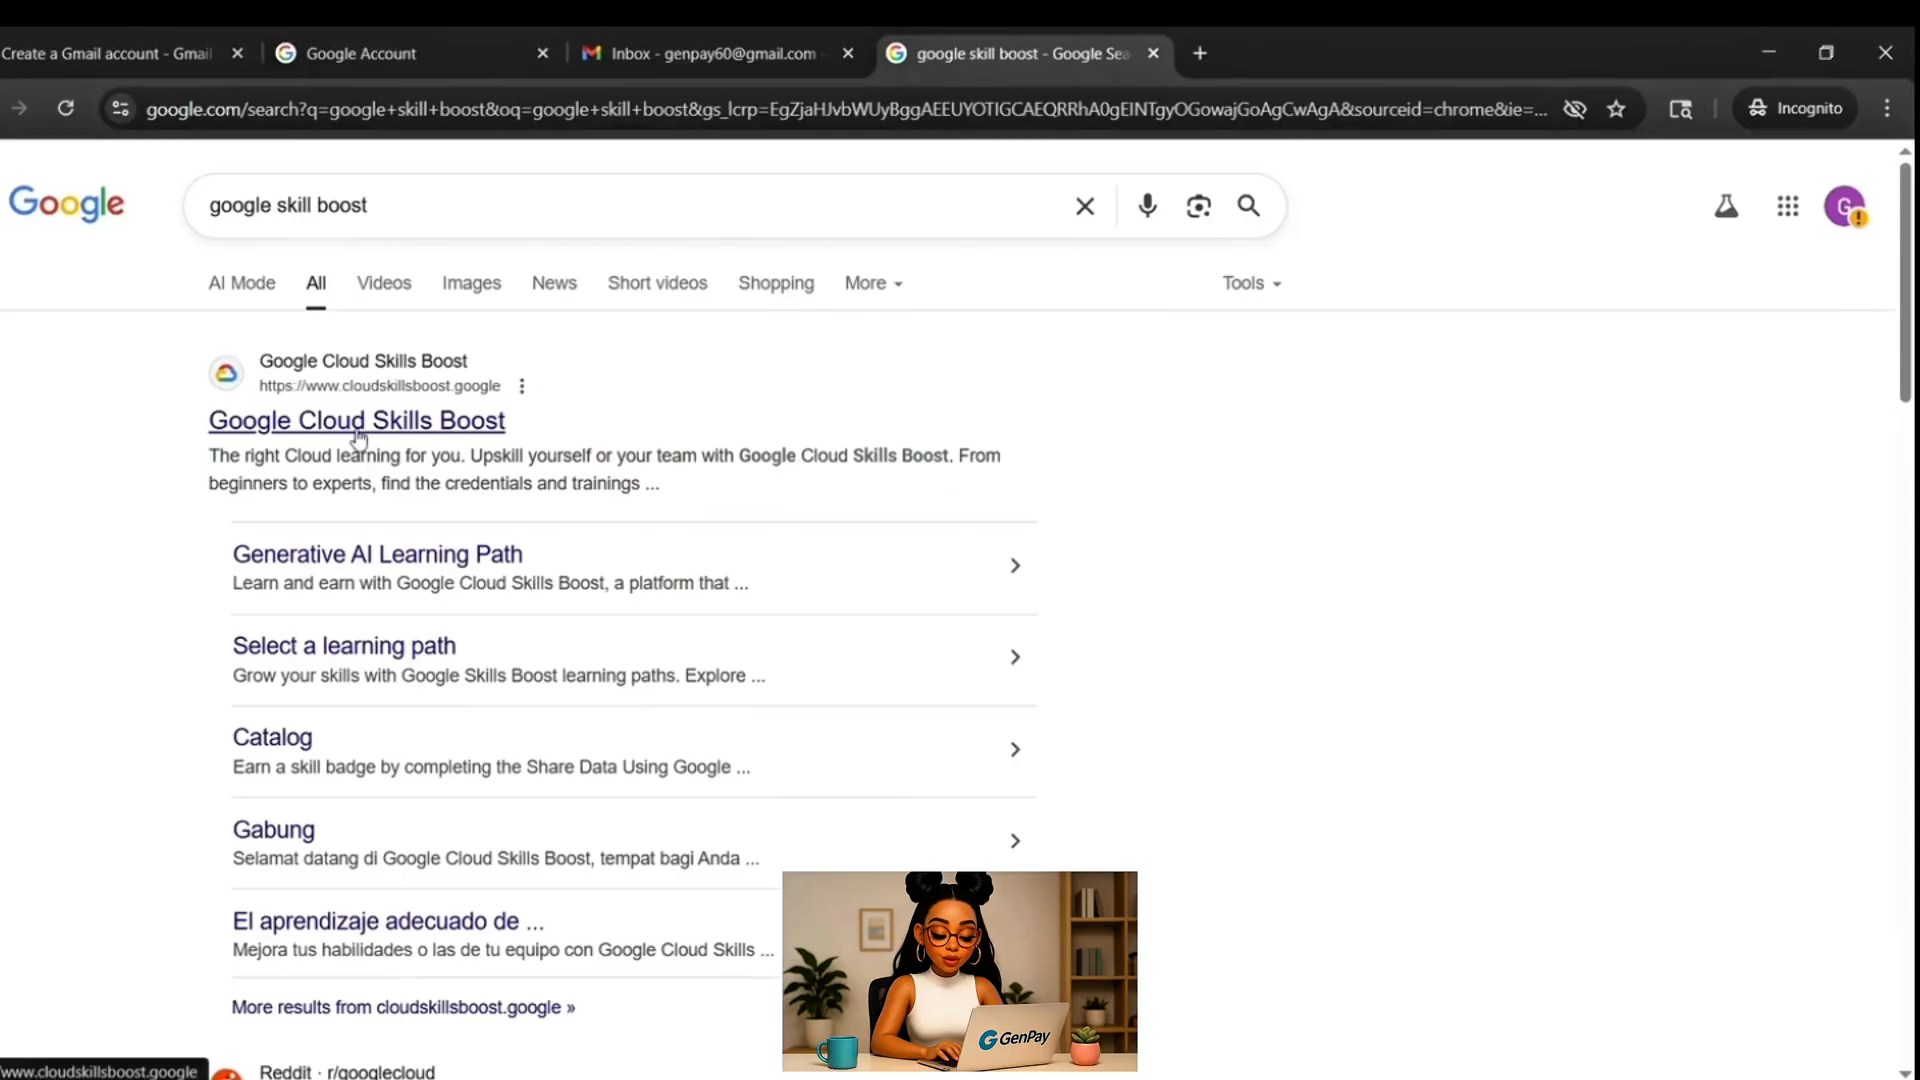 Create a Gmail account - Gmail
Google Account
Inbox - genpay60@gmail.com
google skill boost - Google Sea
google.com/search?q=google+skill+boost&oq=google+skill+boost&gs_lcrp=EgZjaHJvbWUyBggAEEUYOTIGCAEQRRhA0gEINTgyOGowajGoAgCwAgA&sourceid=chrome&ie=...
Incognito
Google
google skill boost
G
AI Mode
All
Videos
Images
News
Short videos
Shopping
More
Tools
Google Cloud Skills Boost
https://www.cloudskillsboost.google
Google Cloud Skills Boost
The right Cloud learning for you. Upskill yourself or your team with Google Cloud Skills Boost. From
beginners to experts, find the credentials and trainings ...
Generative AI Learning Path
Learn and earn with Google Cloud Skills Boost, a platform that ...
Select a learning path
Grow your skills with Google Skills Boost learning paths. Explore ...
Catalog
Earn a skill badge by completing the Share Data Using Google ...
Gabung
Selamat datang di Google Cloud Skills Boost, tempat bagi Anda ...
El aprendizaje adecuado de ...
Mejora tus habilidades o las de tu equipo con Google Cloud Skills ...
More results from cloudskillsboost.google »
GenPay
/www.cloudskillsboost.google
Reddit · r/googlecloud